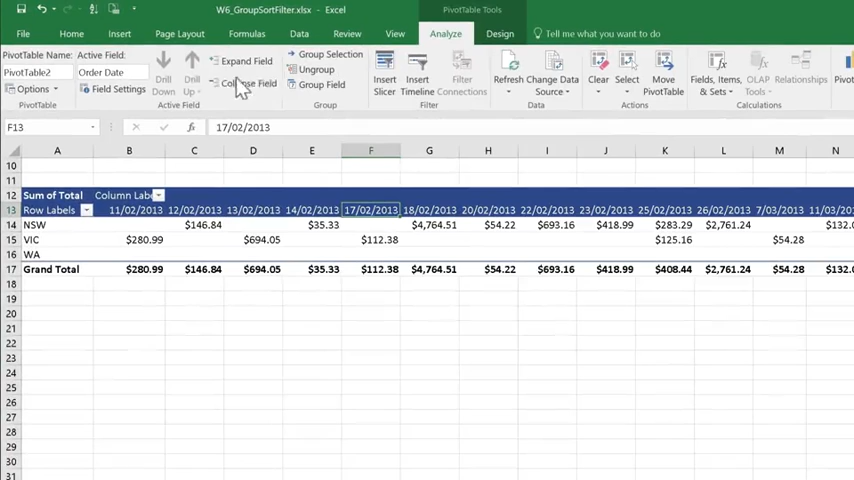 W6_GroupSortFilter.xlsx - Excel
PivotTable Tools
File Home Insert Page Layout Formulas Data Review View Analyze Design Tell me what you want to do
PivotTable Name: Active Field: Expand Field Group Selection
PivotTable2 Order Date Drill Down Drill Up Collapse Field Ungroup Insert Slicer Insert Timeline Filter Connections Refresh Change Data Source Clear Select Move PivotTable Fields, Items, & Sets OLAP Tools Relationships
Options Field Settings Group Field
PivotTable Active Field Group Filter Data Actions Calculations
F13 fx 17/02/2013
A B C D E F G H I J K L M N
10
11
12 Sum of Total Column Labe
13 Row Labels 11/02/2013 12/02/2013 13/02/2013 14/02/2013 17/02/2013 18/02/2013 20/02/2013 22/02/2013 23/02/2013 25/02/2013 26/02/2013 7/03/2013 11/03/20
14 NSW $146.84 $35.33 $4,764.51 $54.22 $693.16 $418.99 $283.29 $2,761.24 $132.0
15 VIC $280.99 $694.05 $112.38 $125.16 $54.28
16 WA
17 Grand Total $280.99 $146.84 $694.05 $35.33 $112.38 $4,764.51 $54.22 $693.16 $418.99 $408.44 $2,761.24 $54.28 $132.0
18
19
20
21
22
23
24
25
26
27
28
29
30
31